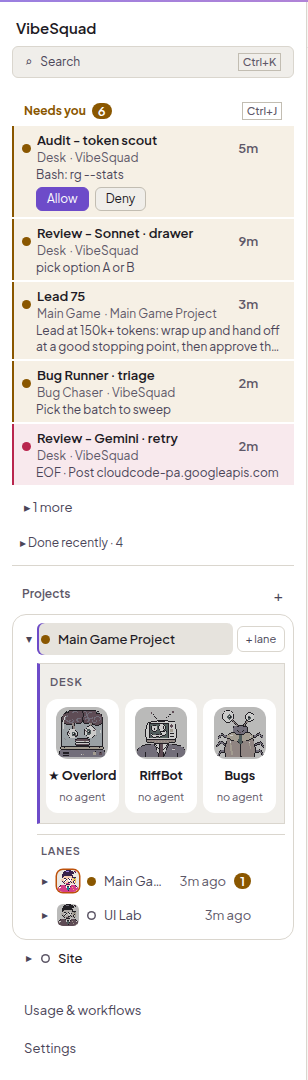 VibeSquad
Search Ctrl+K
Needs you 6 Ctrl+J
Audit – token scout 5m
Desk · VibeSquad
Bash: rg --stats
Allow Deny
Review – Sonnet · drawer 9m
Desk · VibeSquad
pick option A or B
Lead 75 3m
Main Game · Main Game Project
Lead at 150k+ tokens: wrap up and hand off
at a good stopping point, then approve th...
Bug Runner · triage 2m
Bug Chaser · VibeSquad
Pick the batch to sweep
Review – Gemini · retry 2m
Desk · VibeSquad
EOF · Post cloudcode-pa.googleapis.com
▸ 1 more
▸ Done recently · 4
Projects +
▾ Main Game Project + lane
DESK
★ Overlord RiffBot Bugs
no agent no agent no agent
LANES
▸ Main Ga... 3m ago 1
▸ UI Lab 3m ago
▸ Site
Usage & workflows
Settings